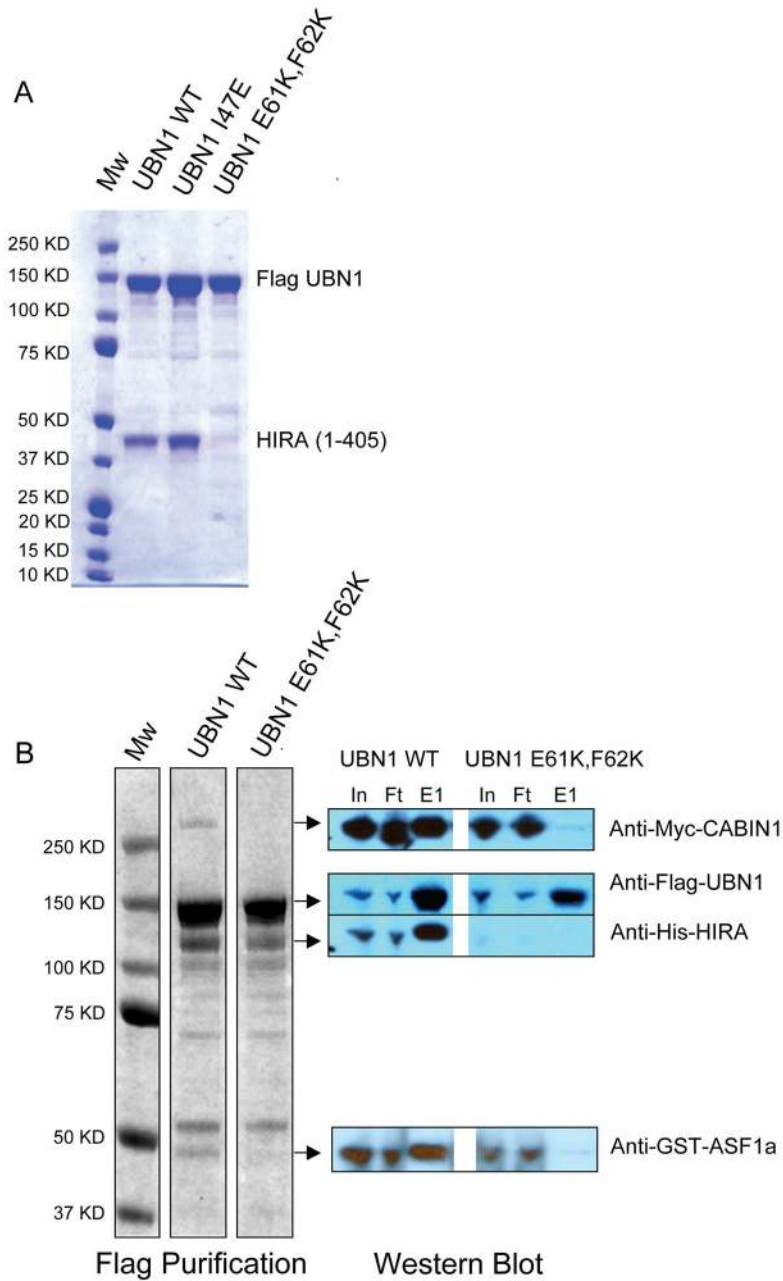 A
Mw
UBN1 WT
UBN1 I47E
UBN1 E61K,F62K
250 KD
150 KD
100 KD
75 KD
50 KD
37 KD
25 KD
20 KD
15 KD
10 KD
Flag UBN1
HIRA (1-405)
B
Mw
UBN1 WT
UBN1 E61K,F62K
250 KD
150 KD
100 KD
75 KD
50 KD
37 KD
Flag Purification
UBN1 WT UBN1 E61K,F62K
In Ft E1 In Ft E1
Anti-Myc-CABIN1
Anti-Flag-UBN1
Anti-His-HIRA
Anti-GST-ASF1a
Western Blot